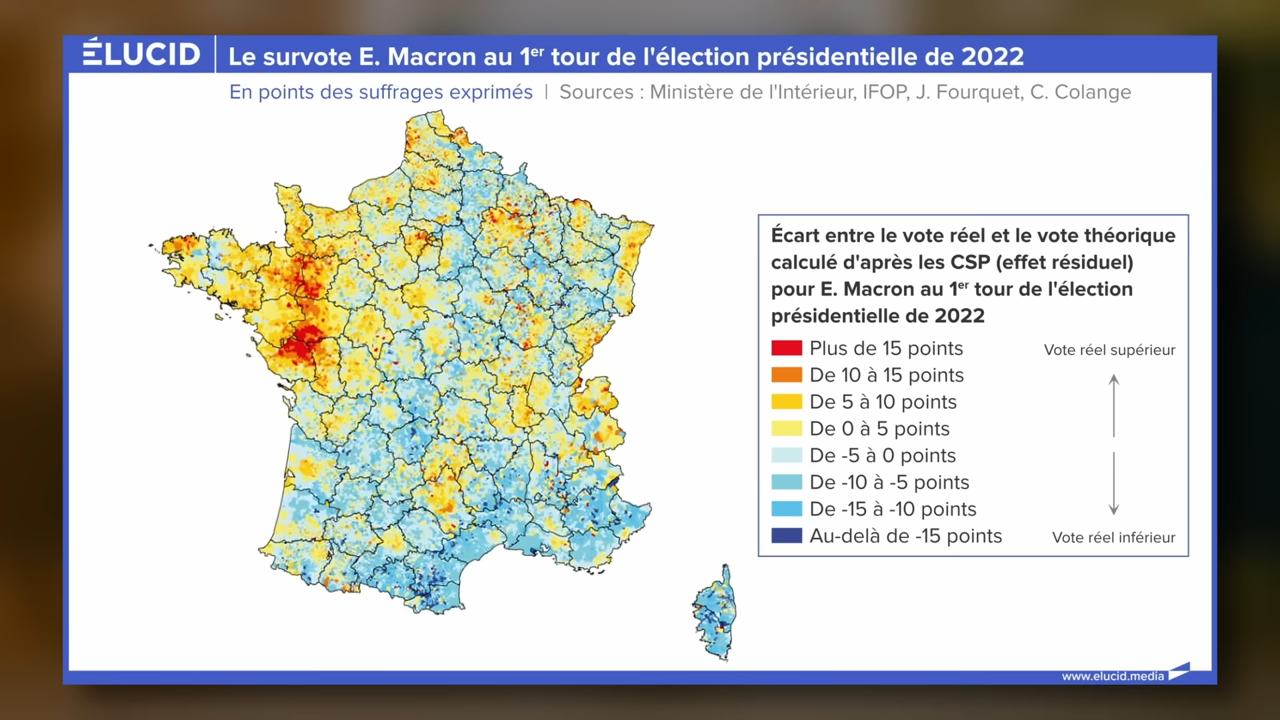 ÉLUCID
Le survote E. Macron au 1er tour de l'élection présidentielle de 2022
En points des suffrages exprimés | Sources : Ministère de l'Intérieur, IFOP, J. Fourquet, C. Colange
Écart entre le vote réel et le vote théorique
calculé d'après les CSP (effet résiduel)
pour E. Macron au 1er tour de l'élection
présidentielle de 2022
Plus de 15 points
Vote réel supérieur
De 10 à 15 points
De 5 à 10 points
De 0 à 5 points
De -5 à 0 points
De -10 à -5 points
De -15 à -10 points
Au-delà de -15 points
Vote réel inférieur
www.elucid.media